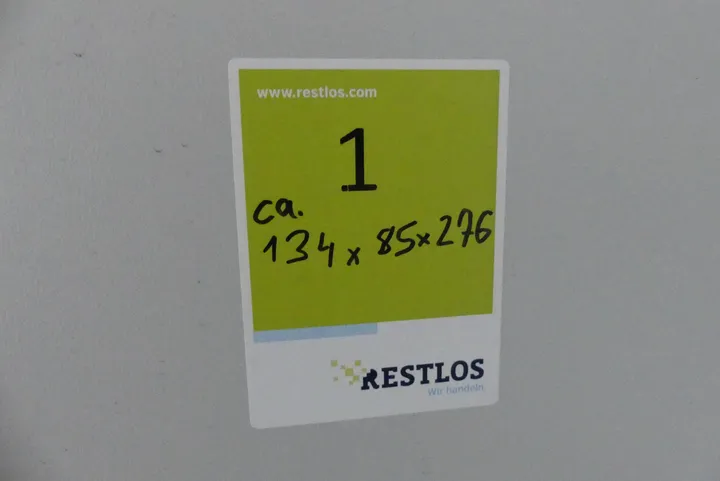 www.restlos.com
1
ca.
134 x 85 x 276
RESTLOS
Wir handeln.